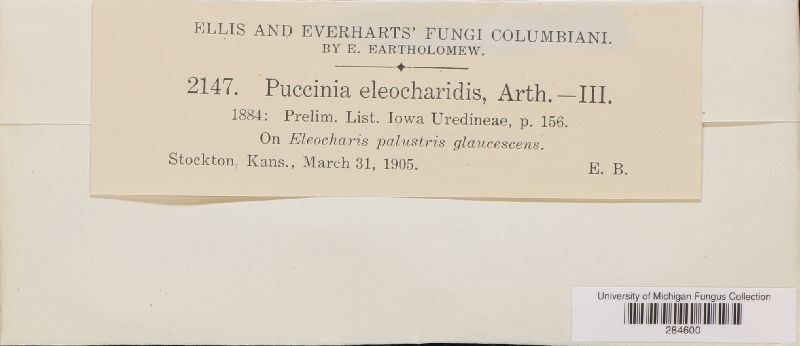 ELLIS AND EVERHARTS' FUNGI COLUMBIANI.
BY E. EARTHOLOMEW.
2147. Puccinia eleocharidis, Arth.—III.
1884: Prelim. List. Iowa Uredineae, p. 156.
On Eleocharis palustris glaucescens.
Stockton, Kans., March 31, 1905. E. B.
University of Michigan Fungus Collection
284600